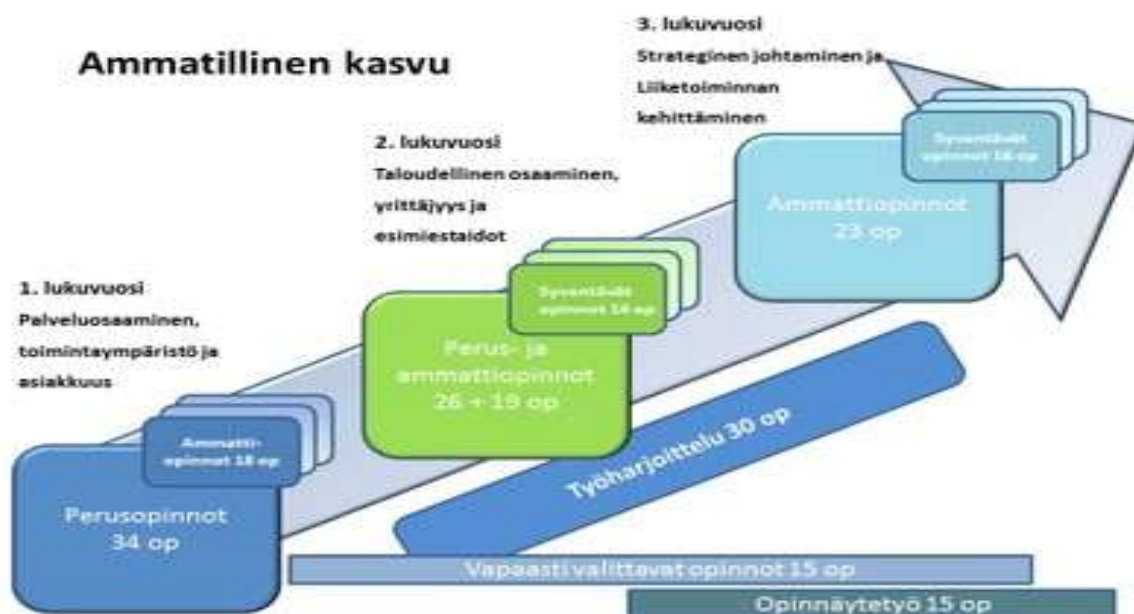 Ammatillinen kasvu
1. lukuvuosi
Palveluosaaminen,
toimintaympäristö ja
asiakkuus
Ammatti-
opinnot 18 op
Perusopinnot
34 op
2. lukuvuosi
Taloudellinen osaaminen,
yrittäjyys ja
esimiestaidot
Syventävät
opinnot
op
Perus- ja
ammattiopinnot
26 + 19 op
3. lukuvuosi
Strateginen johtaminen ja
Liiketoiminnan
kehittäminen
Syventävät
opinnot
op
Ammattiopinnot
23 op
Työharjoittelu 30 op
Vapaasti valittavat opinnot 15 op
Opinnäytetyö 15 op